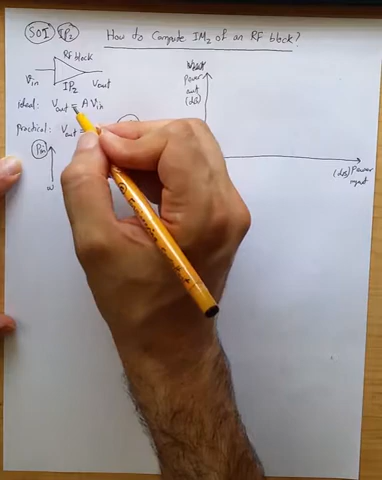 SOI IP₂ How to Compute IM₂ of an RF block?
RF block
Vin Vout
IP₂
ideal: Vout = A Vin
practical: Vout =
Pin
ω
Vout
Power
out
(dB)
(dB) Power
input